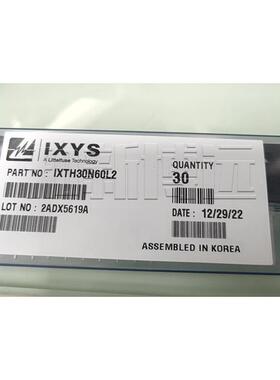 IXYS
A Littelfuse Technology
QUANTITY
30
PART NO : IXTH30N60L2
LOT NO : 2ADX5619A
DATE : 12/29/22
ASSEMBLED IN KOREA